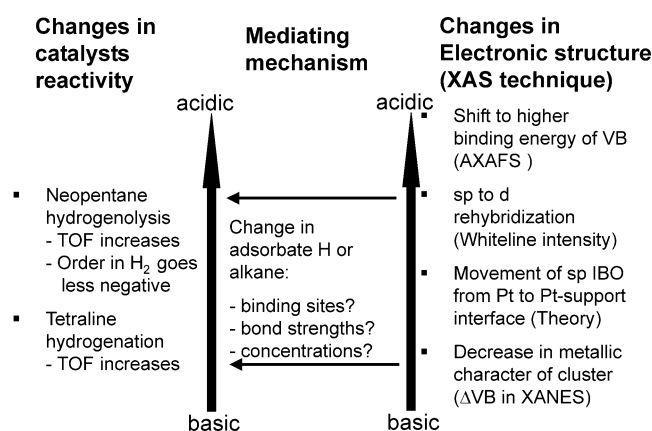 Changes in
catalysts
reactivity
Mediating
mechanism
Changes in
Electronic structure
(XAS technique)
acidic
acidic
▪ Neopentane
hydrogenolysis
- TOF increases
- Order in H₂ goes
less negative
▪ Tetraline
hydrogenation
- TOF increases
Change in
adsorbate H or
alkane:
- binding sites?
- bond strengths?
- concentrations?
▪ Shift to higher
binding energy of VB
(AXAFS )
▪ sp to d
rehybridization
(Whiteline intensity)
▪ Movement of sp IBO
from Pt to Pt-support
interface (Theory)
▪ Decrease in metallic
character of cluster
(ΔVB in XANES)
basic
basic